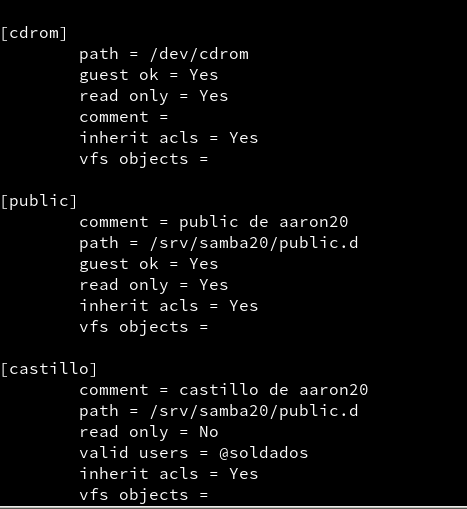 [cdrom]
path = /dev/cdrom
guest ok = Yes
read only = Yes
comment =
inherit acls = Yes
vfs objects =
[public]
comment = public de aaron20
path = /srv/samba20/public.d
guest ok = Yes
read only = Yes
inherit acls = Yes
vfs objects =
[castillo]
comment = castillo de aaron20
path = /srv/samba20/public.d
read only = No
valid users = @soldados
inherit acls = Yes
vfs objects =